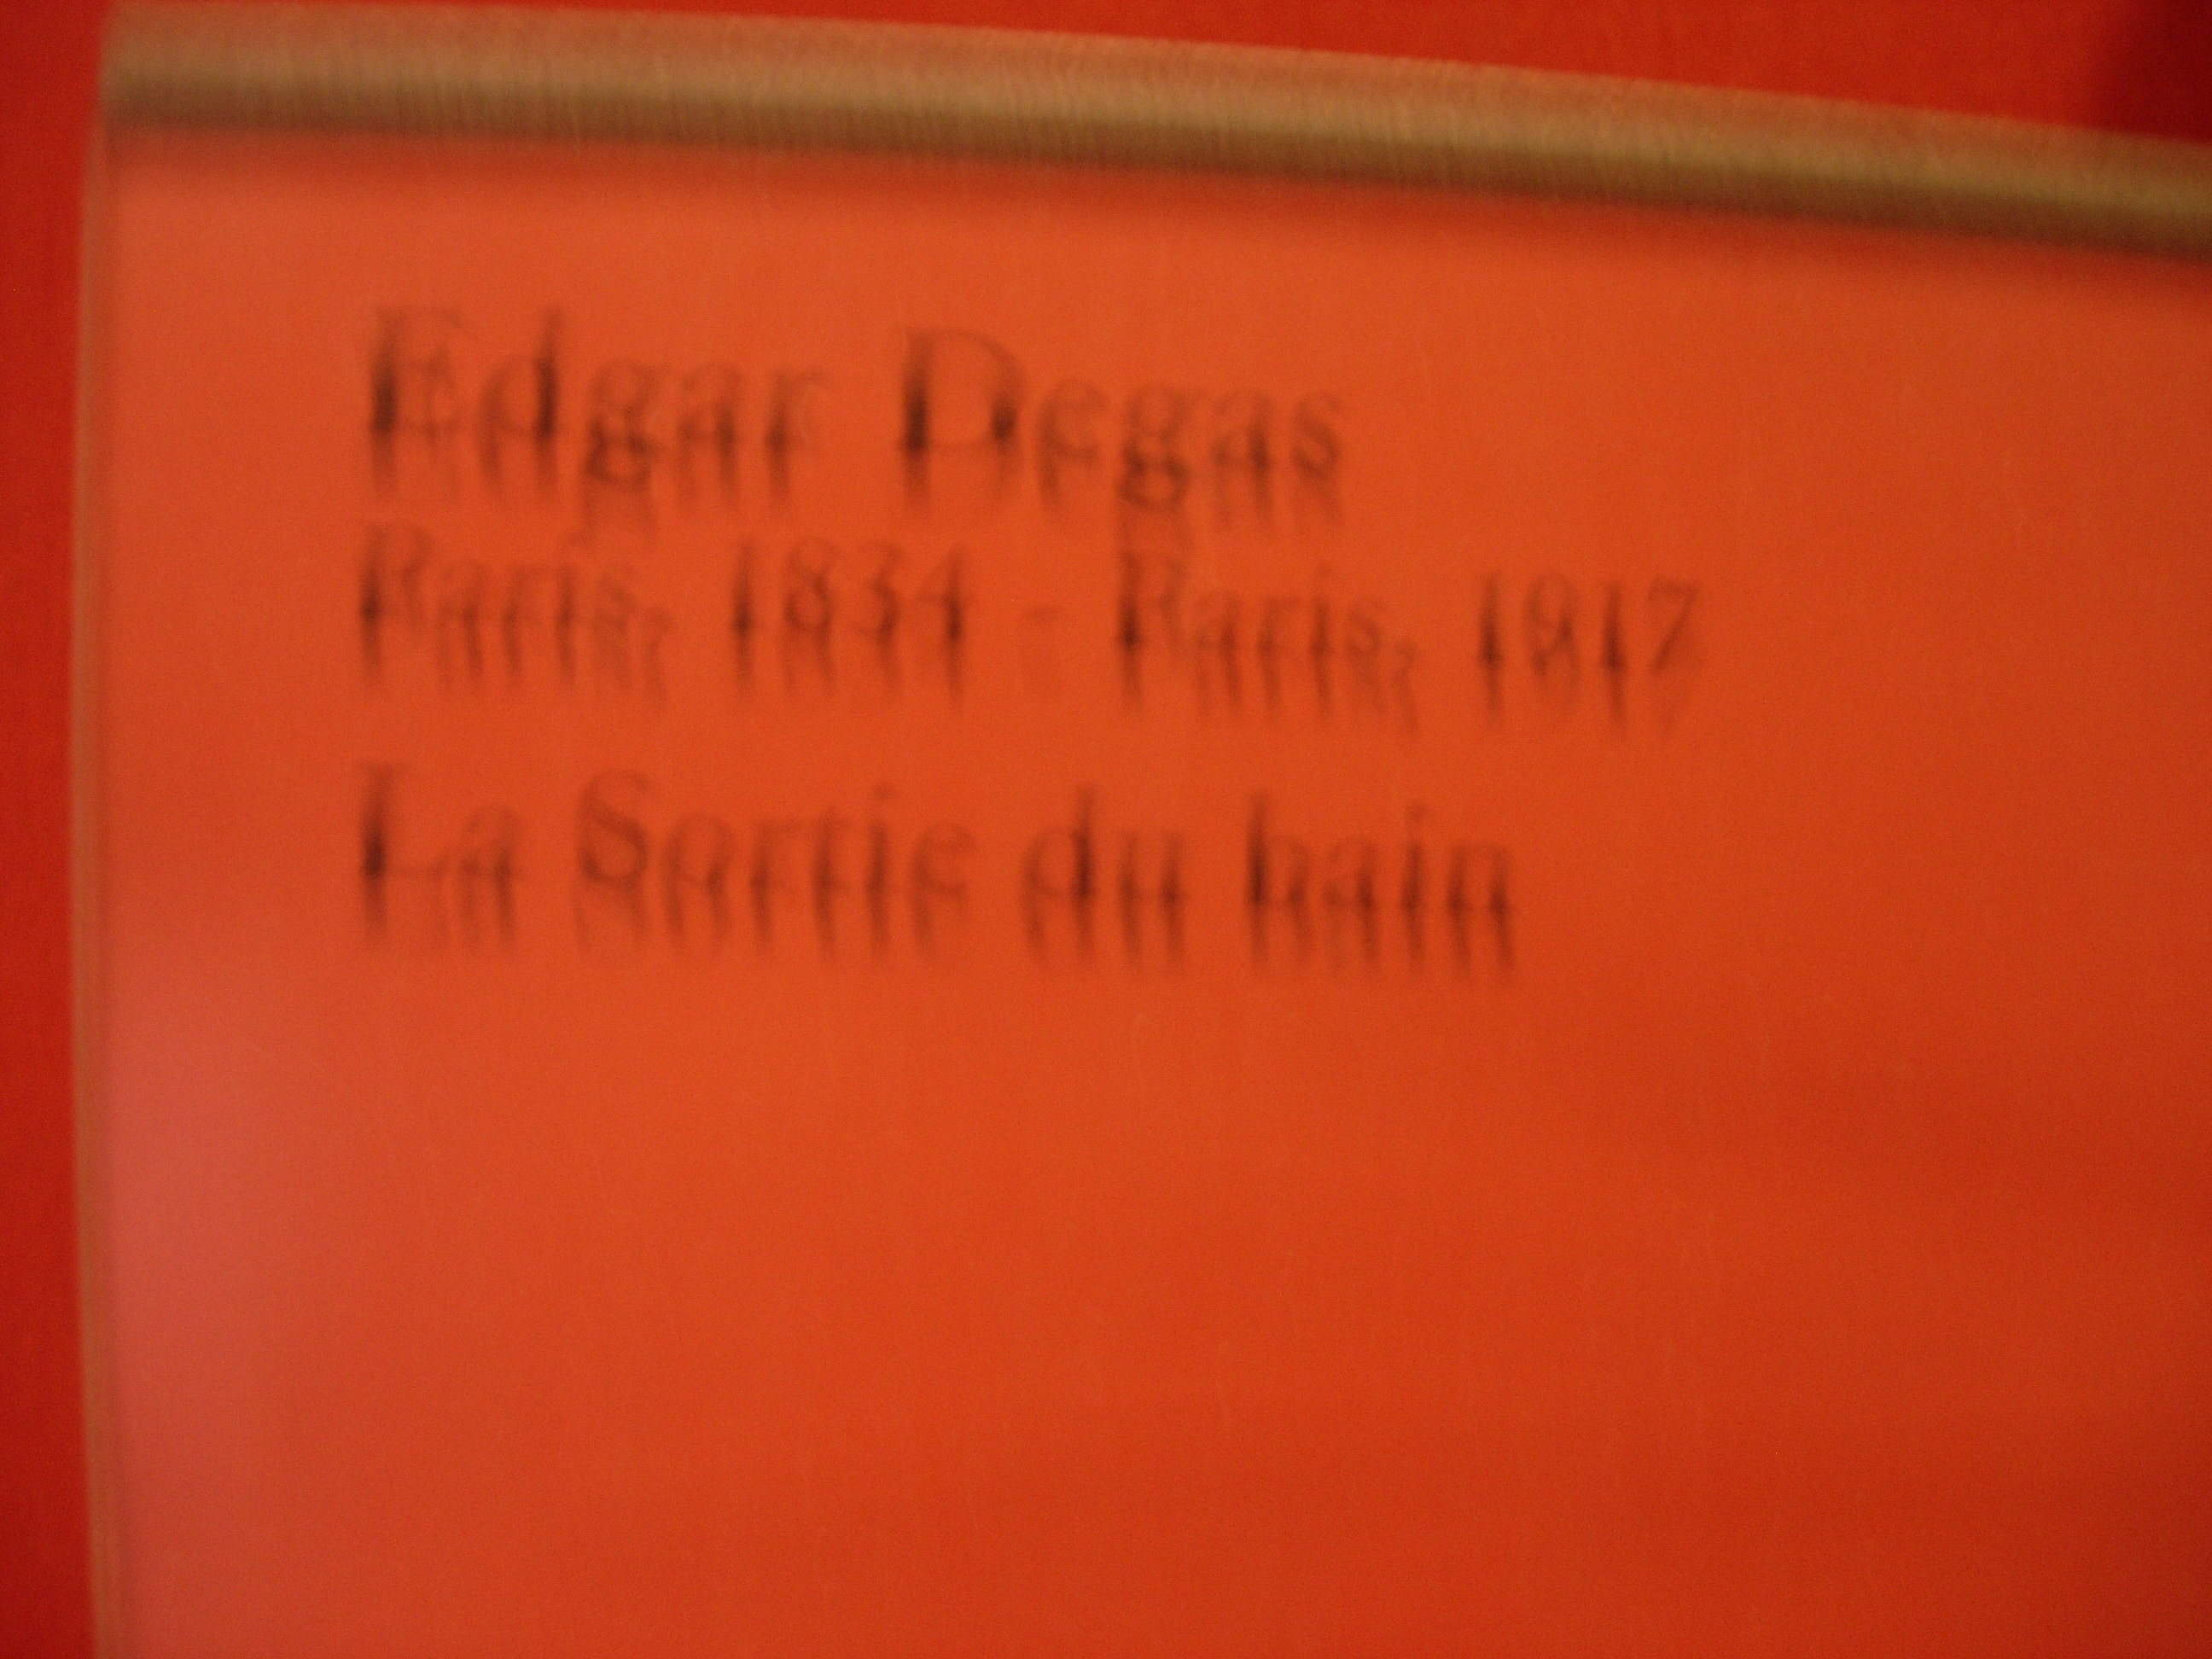 Edgar Degas
Paris, 1834 - Paris, 1917
La Sortie du bain